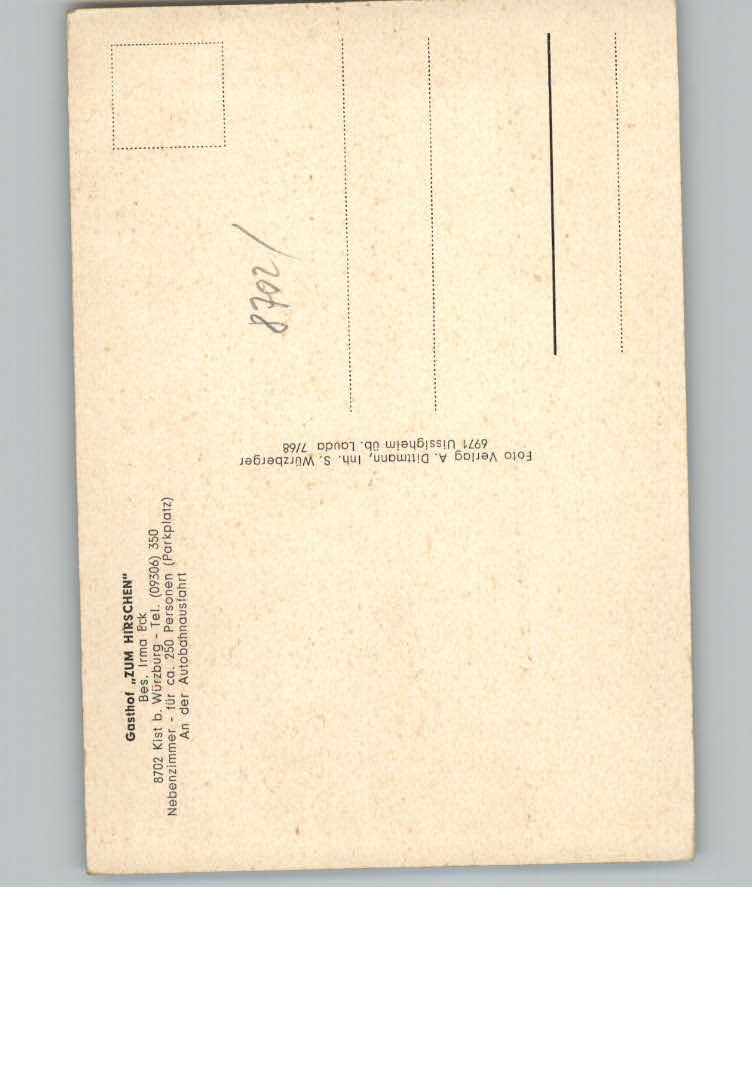 Gasthof „ZUM HIRSCHEN"
Bes. Irma Eck
8702 Kist b. Würzburg - Tel. (09306) 350
Nebenzimmer - für ca. 250 Personen (Parkplatz)
An der Autobahnausfahrt
Foto Verlag A. Dittmann, Inh. S. Würzberger
6971 Uissigheim üb. Lauda 7/68
8702/